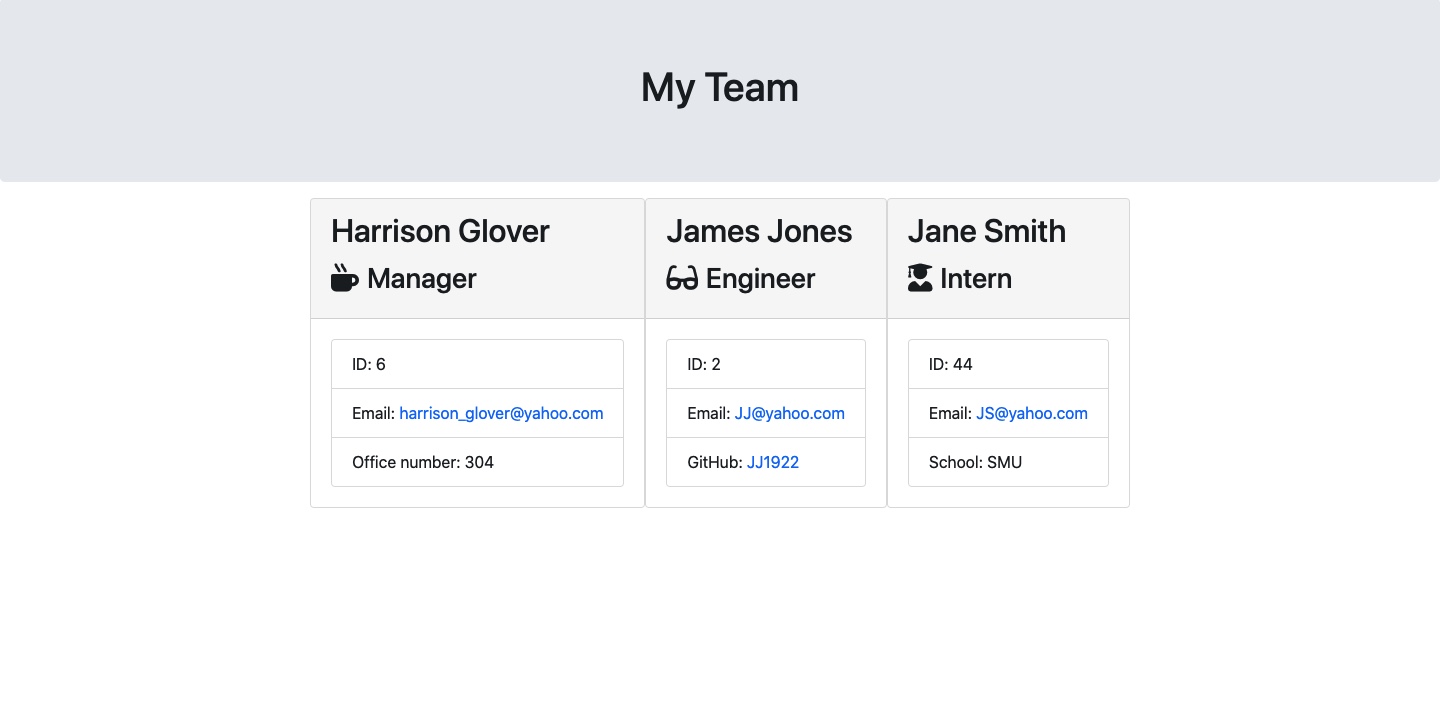 My Team
Harrison Glover
Manager
ID: 6
Email: harrison_glover@yahoo.com
Office number: 304
James Jones
Engineer
ID: 2
Email: JJ@yahoo.com
GitHub: JJ1922
Jane Smith
Intern
ID: 44
Email: JS@yahoo.com
School: SMU